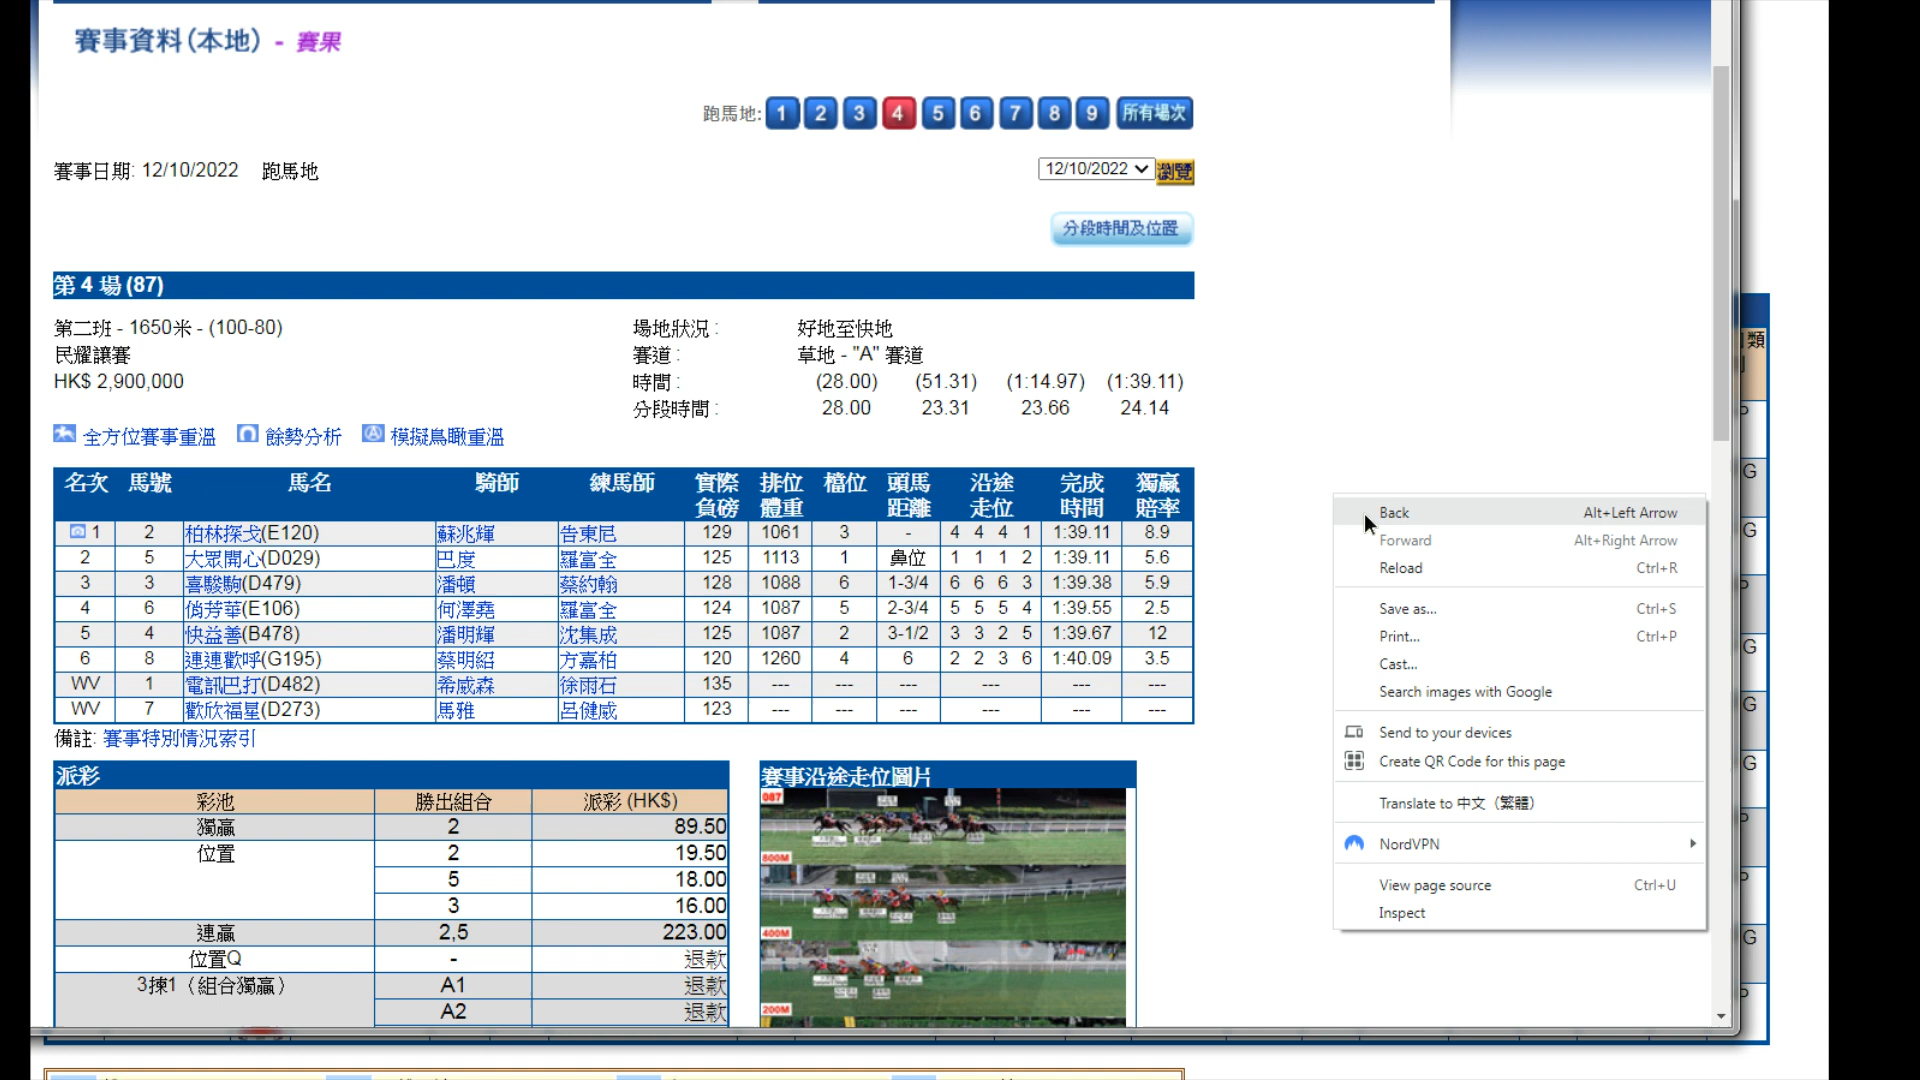 賽事資料(本地) - 賽果
跑馬地: 1 2 3 4 5 6 7 8 9 所有場次
賽事日期: 12/10/2022 跑馬地 12/10/2022 瀏覽
分段時間及位置
第 4 場 (87)
第二班 - 1650米 - (100-80) 場地狀況 : 好地至快地
民耀讓賽 賽道 : 草地 - "A" 賽道
HK$ 2,900,000 時間 : (28.00) (51.31) (1:14.97) (1:39.11)
分段時間 : 28.00 23.31 23.66 24.14
全方位賽事重溫 餘勢分析 模擬鳥瞰重溫
名次 馬號 馬名 騎師 練馬師 實際負磅 排位體重 檔位 頭馬距離 沿途走位 完成時間 獨贏賠率
1 2 柏林探戈(E120) 蘇兆輝 告東尼 129 1061 3 - 4 4 4 1 1:39.11 8.9
2 5 大眾開心(D029) 巴度 羅富全 125 1113 1 鼻位 1 1 1 2 1:39.11 5.6
3 3 喜駿駒(D479) 潘頓 蔡約翰 128 1088 6 1-3/4 6 6 6 3 1:39.38 5.9
4 6 俏芳華(E106) 何澤堯 羅富全 124 1087 5 2-3/4 5 5 5 4 1:39.55 2.5
5 4 快益善(B478) 潘明輝 沈集成 125 1087 2 3-1/2 3 3 2 5 1:39.67 12
6 8 連連歡呼(G195) 蔡明紹 方嘉柏 120 1260 4 6 2 2 3 6 1:40.09 3.5
WV 1 電訊巴打(D482) 希威森 徐雨石 135 --- --- --- --- --- ---
WV 7 歡欣福星(D273) 馬雅 呂健威 123 --- --- --- --- --- ---
備註: 賽事特別情況索引
派彩
彩池 勝出組合 派彩 (HK$)
獨贏 2 89.50
位置 2 19.50
5 18.00
3 16.00
連贏 2,5 223.00
位置Q - 退款
3揀1（組合獨贏） A1 退款
A2 退款
賽事沿途走位圖片
087
800M
400M
200M
Back Alt+Left Arrow
Forward Alt+Right Arrow
Reload Ctrl+R
Save as... Ctrl+S
Print... Ctrl+P
Cast...
Search images with Google
Send to your devices
Create QR Code for this page
Translate to 中文（繁體）
NordVPN
View page source Ctrl+U
Inspect
類
G
G
G
G
G
G